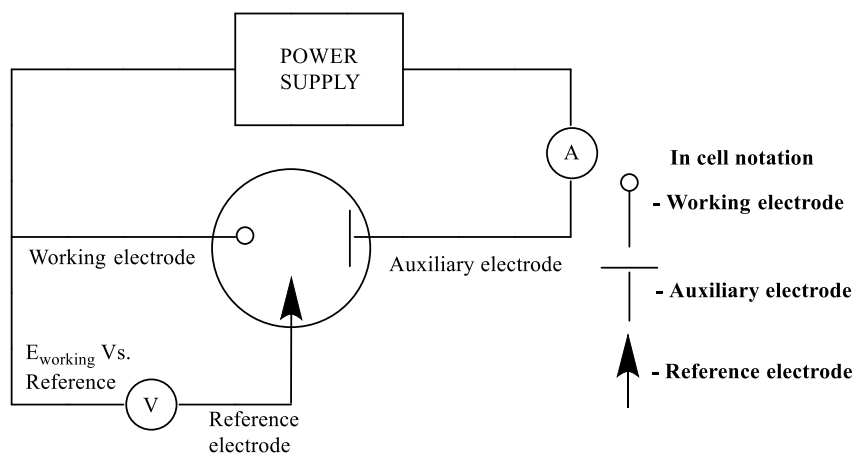 POWER
SUPPLY
A
In cell notation
- Working electrode
Working electrode
Auxiliary electrode
- Auxiliary electrode
E_working Vs.
Reference
- Reference electrode
V
Reference
electrode